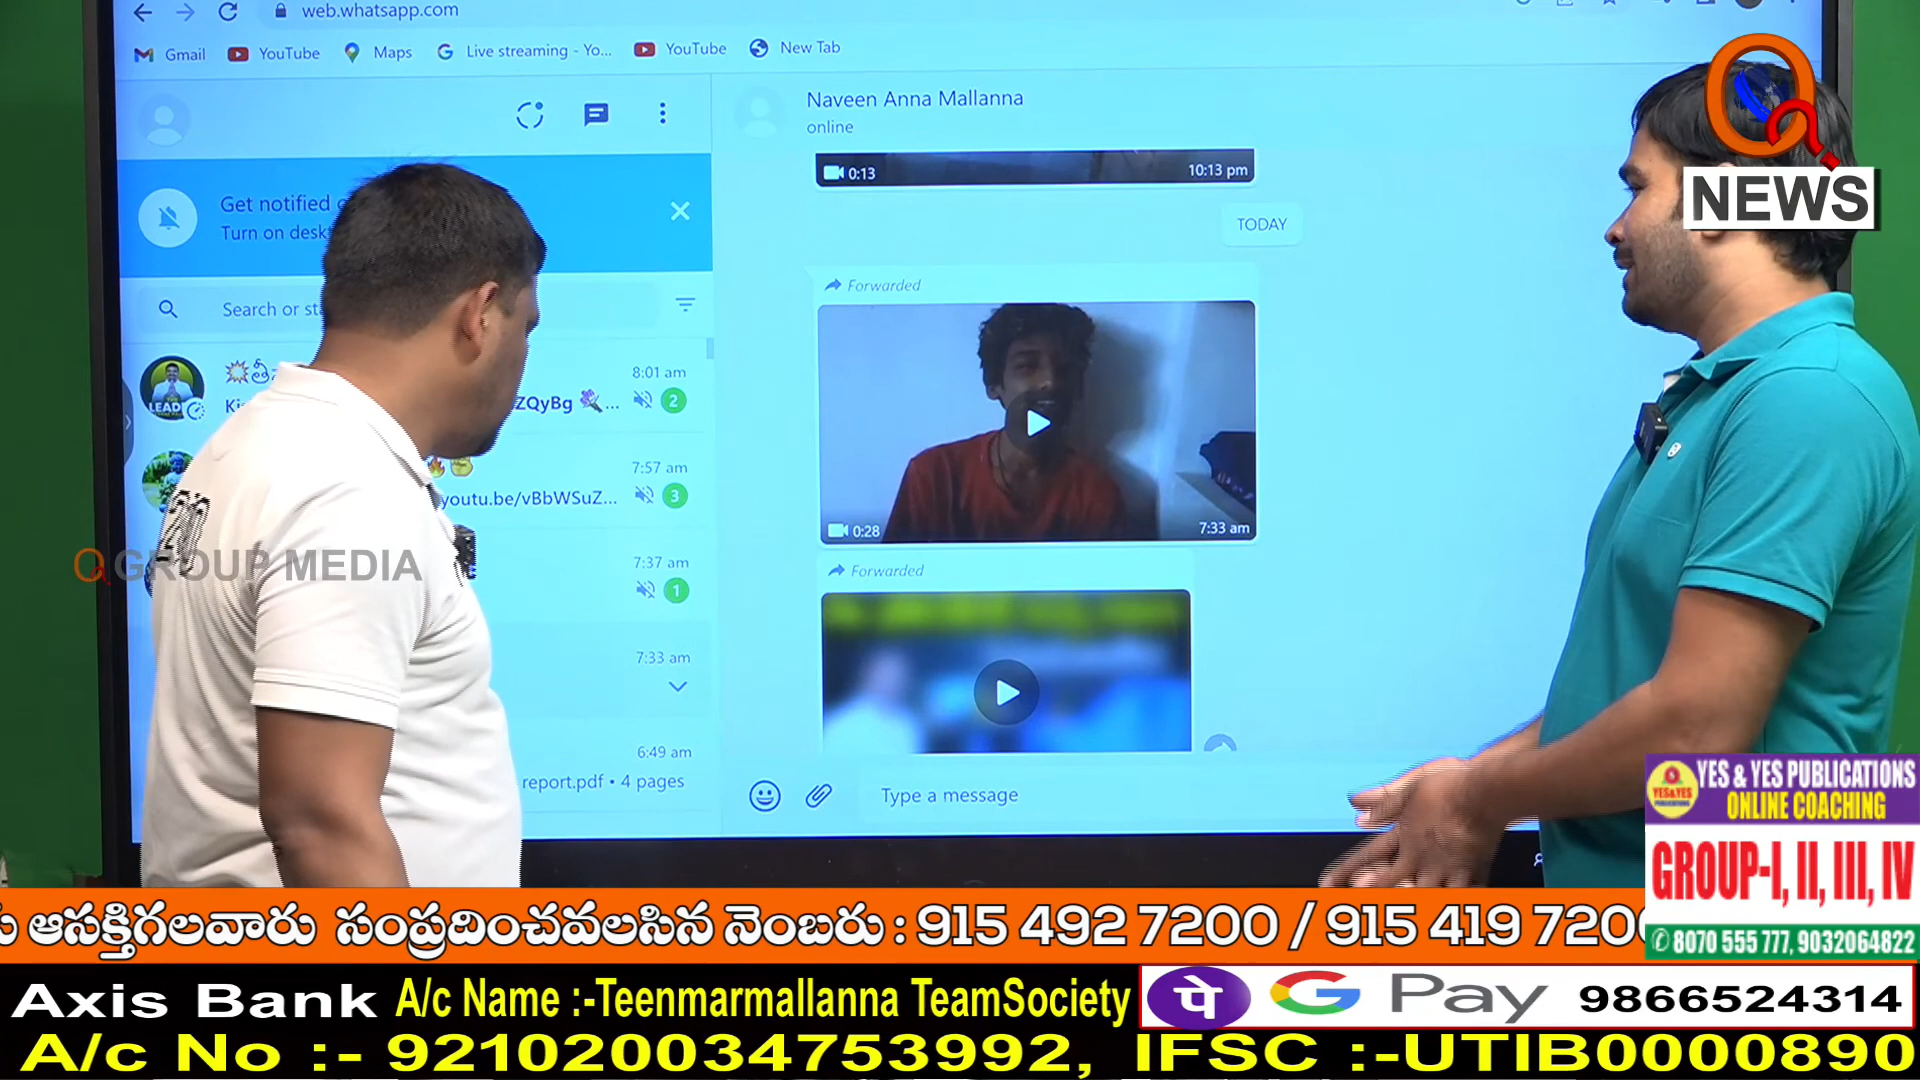 web.whatsapp.com
Gmail YouTube Maps Live streaming - Yo... YouTube New Tab
Naveen Anna Mallanna
online
0:13 10:13 pm
Get notified
Turn on desk
TODAY
Forwarded
Search or sta
8:01 am
LEAD
ZQyBg ... 2
7:57 am
youtu.be/vBbWSuZ... 3
0:28 7:33 am
7:37 am
1
Forwarded
7:33 am
6:49 am
report.pdf • 4 pages
Type a message
NEWS
GROUP MEDIA
YES & YES PUBLICATIONS
ONLINE COACHING
YES&YES
GROUP-I, II, III, IV
8070 555 777, 9032064822
ఆసక్తిగలవారు సంప్రదించవలసిన నెంబరు : 915 492 7200 / 915 419 720
Axis Bank A/c Name :-Teenmarmallanna TeamSociety
पे G Pay 9866524314
A/c No :- 921020034753992, IFSC :-UTIB0000890